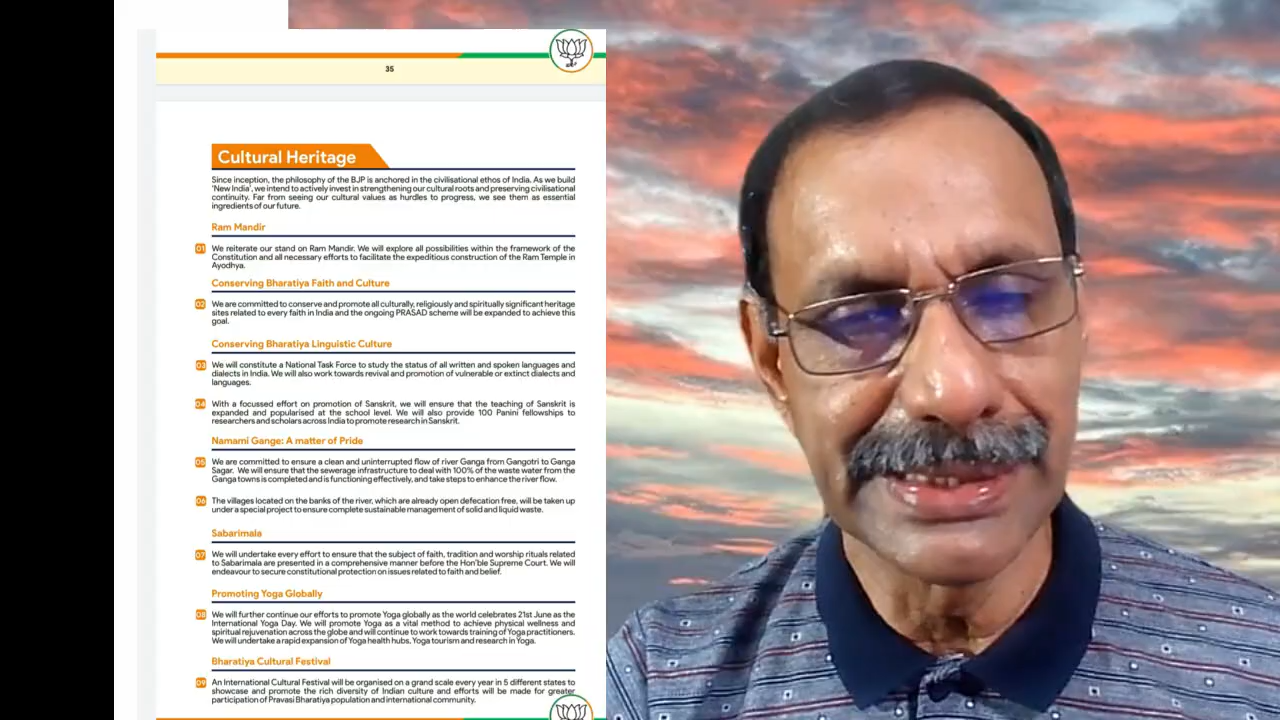 35
Cultural Heritage
Since inception, the philosophy of the BJP is anchored in the civilisational ethos of India. As we build
'New India', we intend to actively invest in strengthening our cultural roots and preserving civilisational
continuity. Far from seeing our cultural values as hurdles to progress, we see them as essential
ingredients of our future.
Ram Mandir
01 We reiterate our stand on Ram Mandir. We will explore all possibilities within the framework of the
Constitution and all necessary efforts to facilitate the expeditious construction of the Ram Temple in
Ayodhya.
Conserving Bharatiya Faith and Culture
02 We are committed to conserve and promote all culturally, religiously and spiritually significant heritage
sites related to every faith in India and the ongoing PRASAD scheme will be expanded to achieve this
goal.
Conserving Bharatiya Linguistic Culture
03 We will constitute a National Task Force to study the status of all written and spoken languages and
dialects in India. We will also work towards revival and promotion of vulnerable or extinct dialects and
languages.
04 With a focussed effort on promotion of Sanskrit, we will ensure that the teaching of Sanskrit is
expanded and popularised at the school level. We will also provide 100 Panini fellowships to
researchers and scholars across India to promote research in Sanskrit.
Namami Gange: A matter of Pride
05 We are committed to ensure a clean and uninterrupted flow of river Ganga from Gangotri to Ganga
Sagar. We will ensure that the sewerage infrastructure to deal with 100% of the waste water from the
Ganga towns is completed and is functioning effectively, and take steps to enhance the river flow.
06 The villages located on the banks of the river, which are already open defecation free, will be taken up
under a special project to ensure complete sustainable management of solid and liquid waste.
Sabarimala
07 We will undertake every effort to ensure that the subject of faith, tradition and worship rituals related
to Sabarimala are presented in a comprehensive manner before the Hon'ble Supreme Court. We will
endeavour to secure constitutional protection on issues related to faith and belief.
Promoting Yoga Globally
08 We will further continue our efforts to promote Yoga globally as the world celebrates 21st June as the
International Yoga Day. We will promote Yoga as a vital method to achieve physical wellness and
spiritual rejuvenation across the globe and will continue to work towards training of Yoga practitioners.
We will undertake a rapid expansion of Yoga health hubs, Yoga tourism and research in Yoga.
Bharatiya Cultural Festival
09 An International Cultural Festival will be organised on a grand scale every year in 5 different states to
showcase and promote the rich diversity of Indian culture and efforts will be made for greater
participation of Pravasi Bharatiya population and international community.